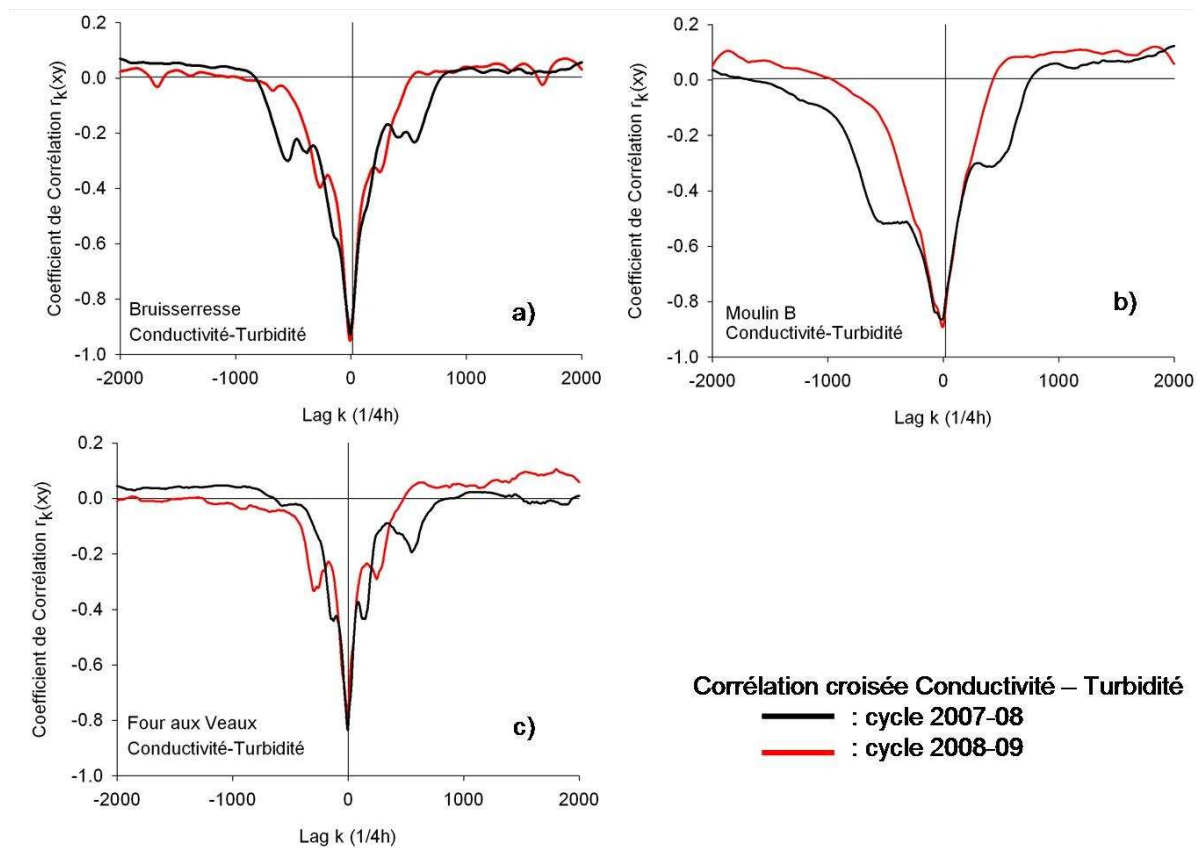 Coefficient de Corrélation rk(xy)
0.2
0.0
-0.2
-0.4
-0.6
-0.8
-1.0
Bruisserresse
Conductivité-Turbidité
a)
-2000 -1000 0 1000 2000
Lag k (1/4h)
Coefficient de Corrélation rk(xy)
0.2
0.0
-0.2
-0.4
-0.6
-0.8
-1.0
Moulin B
Conductivité-Turbidité
b)
-2000 -1000 0 1000 2000
Lag k (1/4h)
Coefficient de Corrélation rk(xy)
0.2
0.0
-0.2
-0.4
-0.6
-0.8
-1.0
Four aux Veaux
Conductivité-Turbidité
c)
-2000 -1000 0 1000 2000
Lag k (1/4h)
Corrélation croisée Conductivité – Turbidité
: cycle 2007-08
: cycle 2008-09